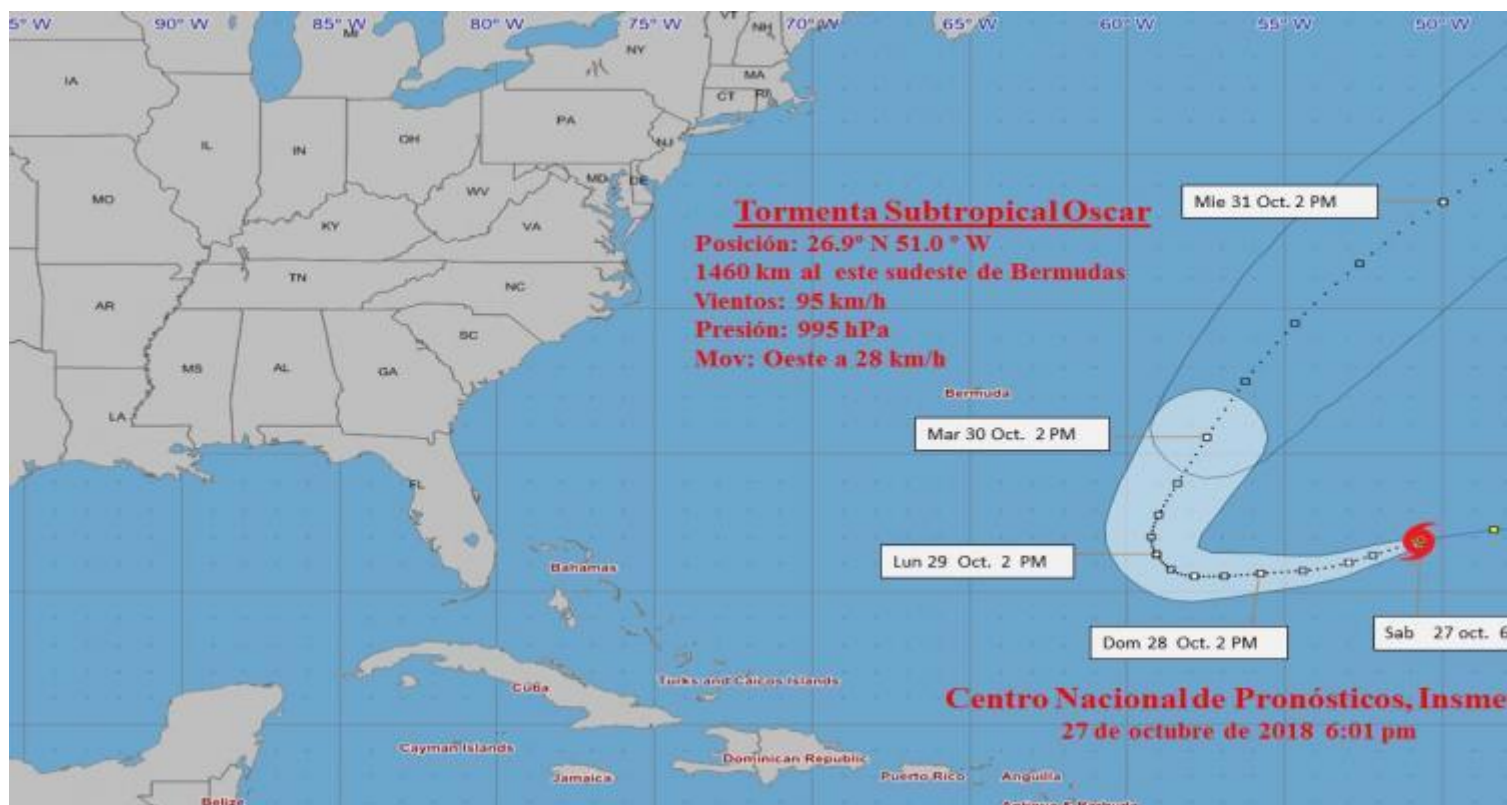 5° W 90° W 85° W 80° W 75° W 70° W 65° W 60° W 55° W 50° W
VT
NH
MI
NY
IA
MA
CT RI
PA
OH
NJ
IL
IN
MD DE
WV
MO
VA
KY
TN
NC
AR
SC
MS
AL
GA
LA
FL
Tormenta Subtropical Oscar
Posición: 26.9° N 51.0 ° W
1460 km al este sudeste de Bermudas
Vientos: 95 km/h
Presión: 995 hPa
Mov: Oeste a 28 km/h
Mie 31 Oct. 2 PM
Bermuda
Mar 30 Oct. 2 PM
Lun 29 Oct. 2 PM
Dom 28 Oct. 2 PM
Sab 27 oct. 6
Bahamas
Cuba
Turks and Caicos Islands
Cayman Islands
Jamaica
Dominican Republic
Puerto Rico
Anguilla
Belize
Antigua & Barbuda
Centro Nacional de Pronósticos, Insme
27 de octubre de 2018 6:01 pm